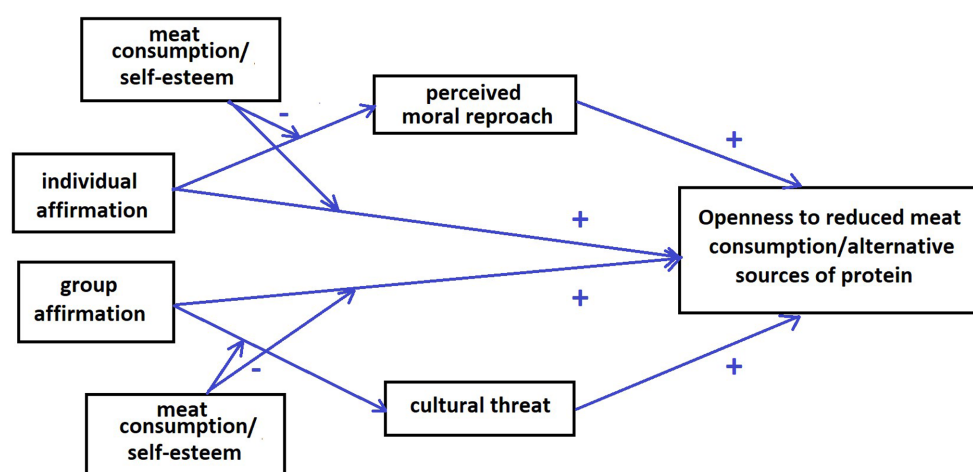 meat
consumption/
self-esteem
-
perceived
moral reproach
+
individual
affirmation
+
Openness to reduced meat
consumption/alternative
sources of protein
group
affirmation
+
-
+
cultural threat
meat
consumption/
self-esteem